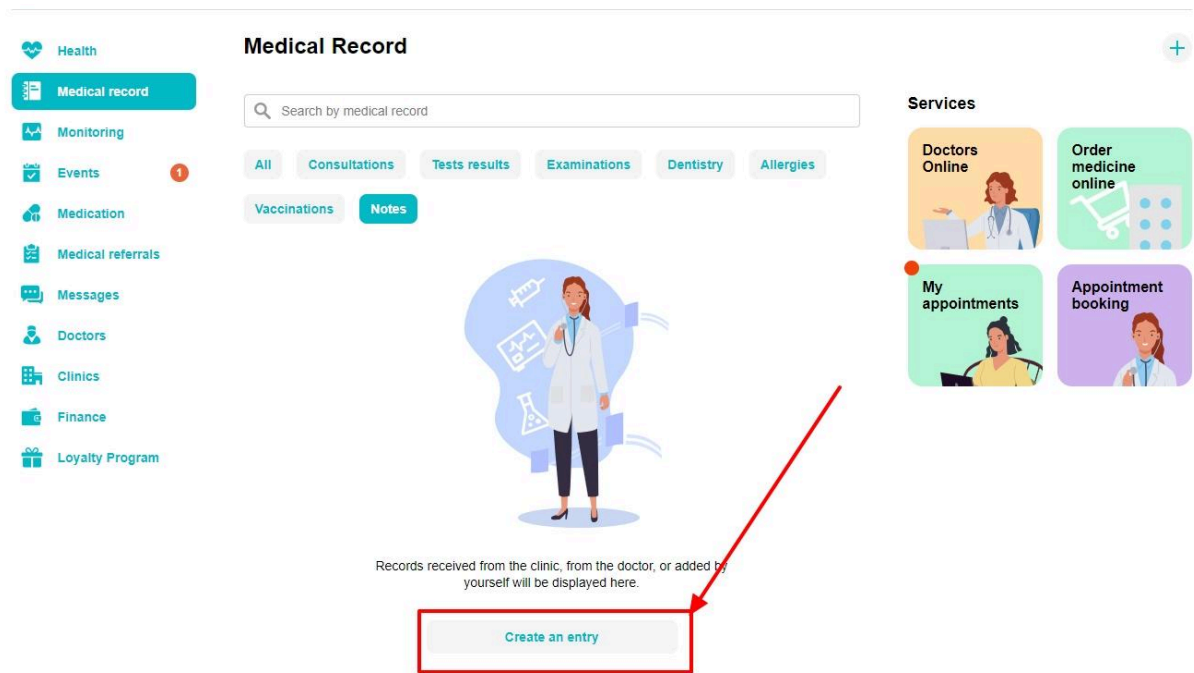 Health
Medical record
Monitoring
Events 1
Medication
Medical referrals
Messages
Doctors
Clinics
Finance
Loyalty Program
Medical Record
Search by medical record
All Consultations Tests results Examinations Dentistry Allergies
Vaccinations Notes
Records received from the clinic, from the doctor, or added by
yourself will be displayed here.
Create an entry
Services
Doctors
Online
Order
medicine
online
My
appointments
Appointment
booking